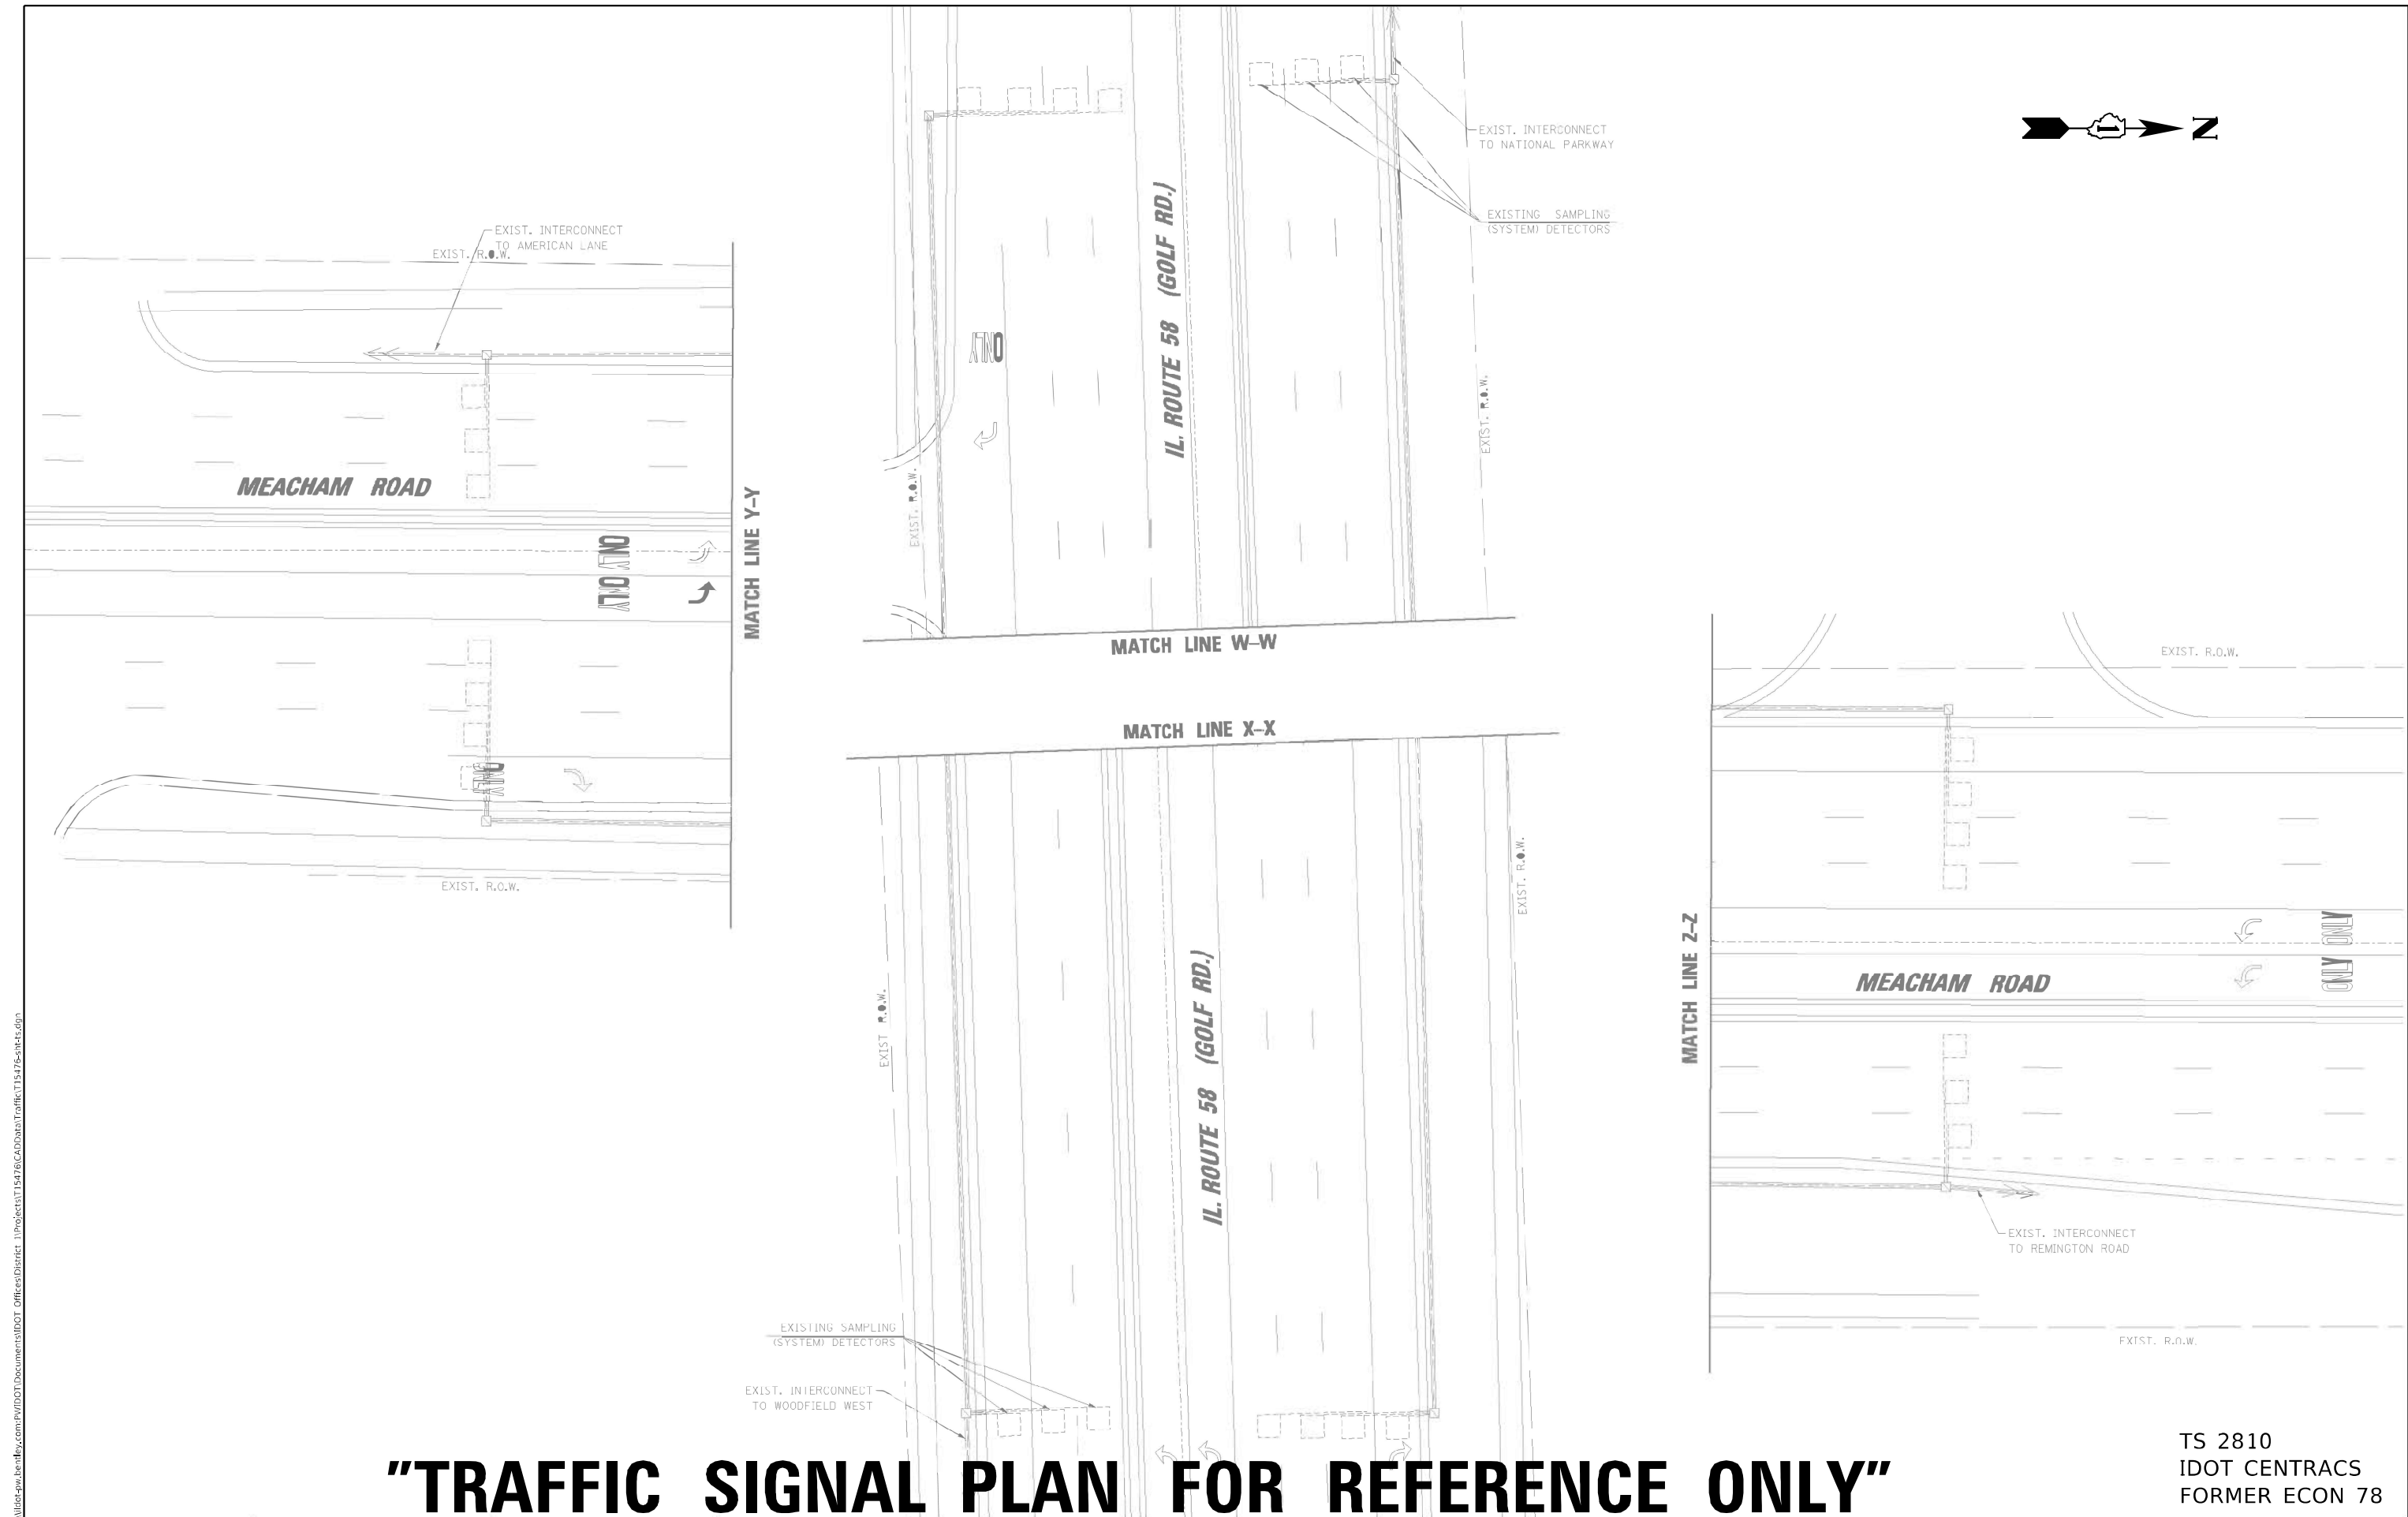 EXIST. INTERCONNECT
TO NATIONAL PARKWAY
N
1
EXISTING SAMPLING
(SYSTEM) DETECTORS
IL. ROUTE 58 (GOLF RD.)
EXIST. INTERCONNECT
TO AMERICAN LANE
EXIST. R.O.W.
ONLY
EXIST. R.O.W.
EXIST. R.O.W.
MEACHAM ROAD
MATCH LINE Y-Y
ONLY
ONLY
MATCH LINE W-W
EXIST. R.O.W.
MATCH LINE X-X
ONLY
EXIST. R.O.W.
EXIST. R.O.W.
EXIST R.O.W.
IL. ROUTE 58 (GOLF RD.)
MATCH LINE Z-Z
ONLY
ONLY
MEACHAM ROAD
EXIST. INTERCONNECT
TO REMINGTON ROAD
EXISTING SAMPLING
(SYSTEM) DETECTORS
EXIST. R.O.W.
EXIST. INTERCONNECT
TO WOODFIELD WEST
"TRAFFIC SIGNAL PLAN FOR REFERENCE ONLY"
TS 2810
IDOT CENTRACS
FORMER ECON 78